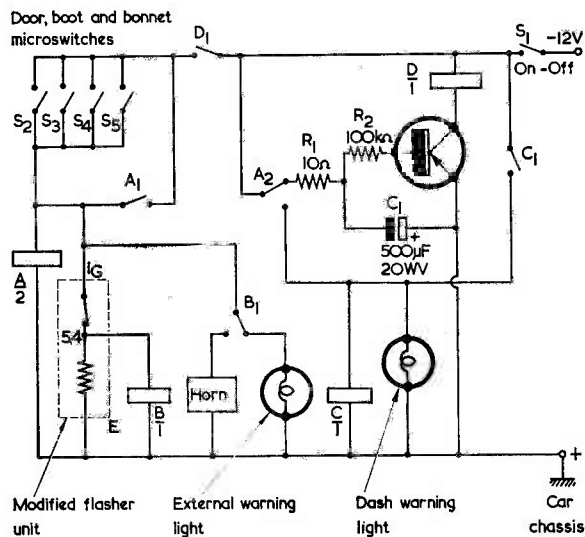 Door, boot and bonnet
microswitches
D1
S1
-12V
On-Off
D
1
S2
S3
S4
S5
R2
100kΩ
R1
10Ω
A1
A2
C1
C1
+
500µF
20WV
A
2
iG
54
E
B1
B
1
Horn
C
1
+
Modified flasher
unit
External warning
light
Dash warning
light
Car
chassis